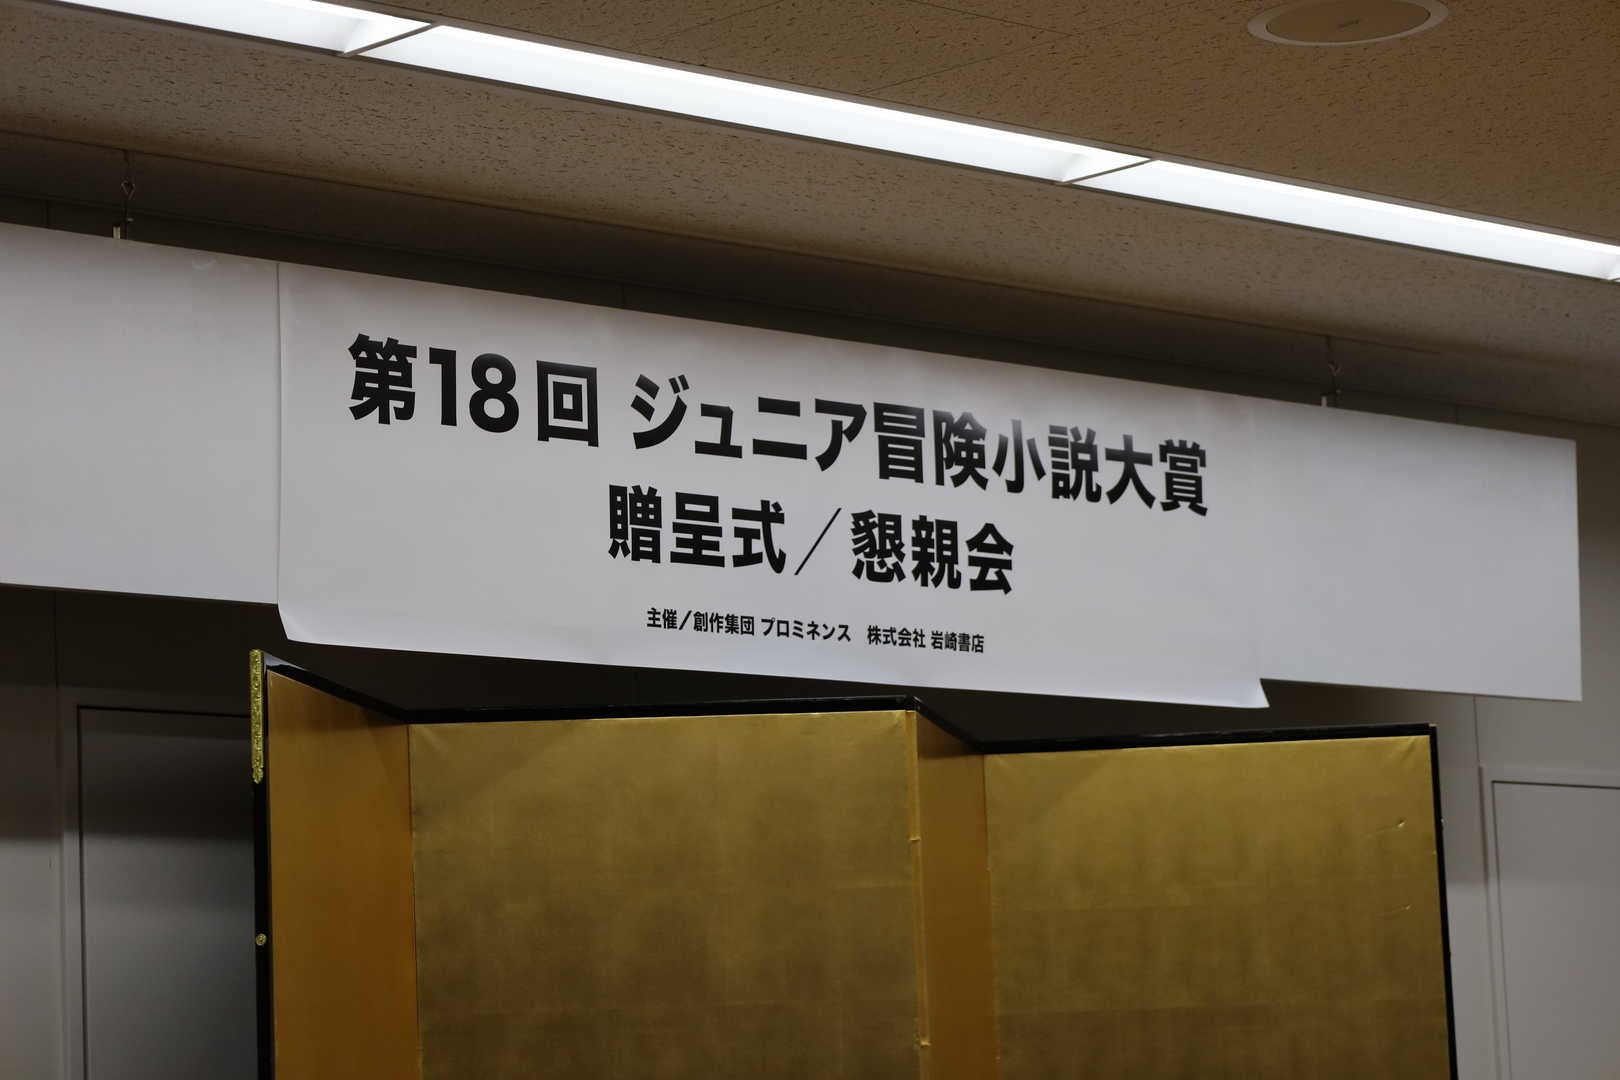 第18回 ジュニア冒険小説大賞
贈呈式／懇親会
主催／創作集団 プロミネンス　株式会社 岩崎書店